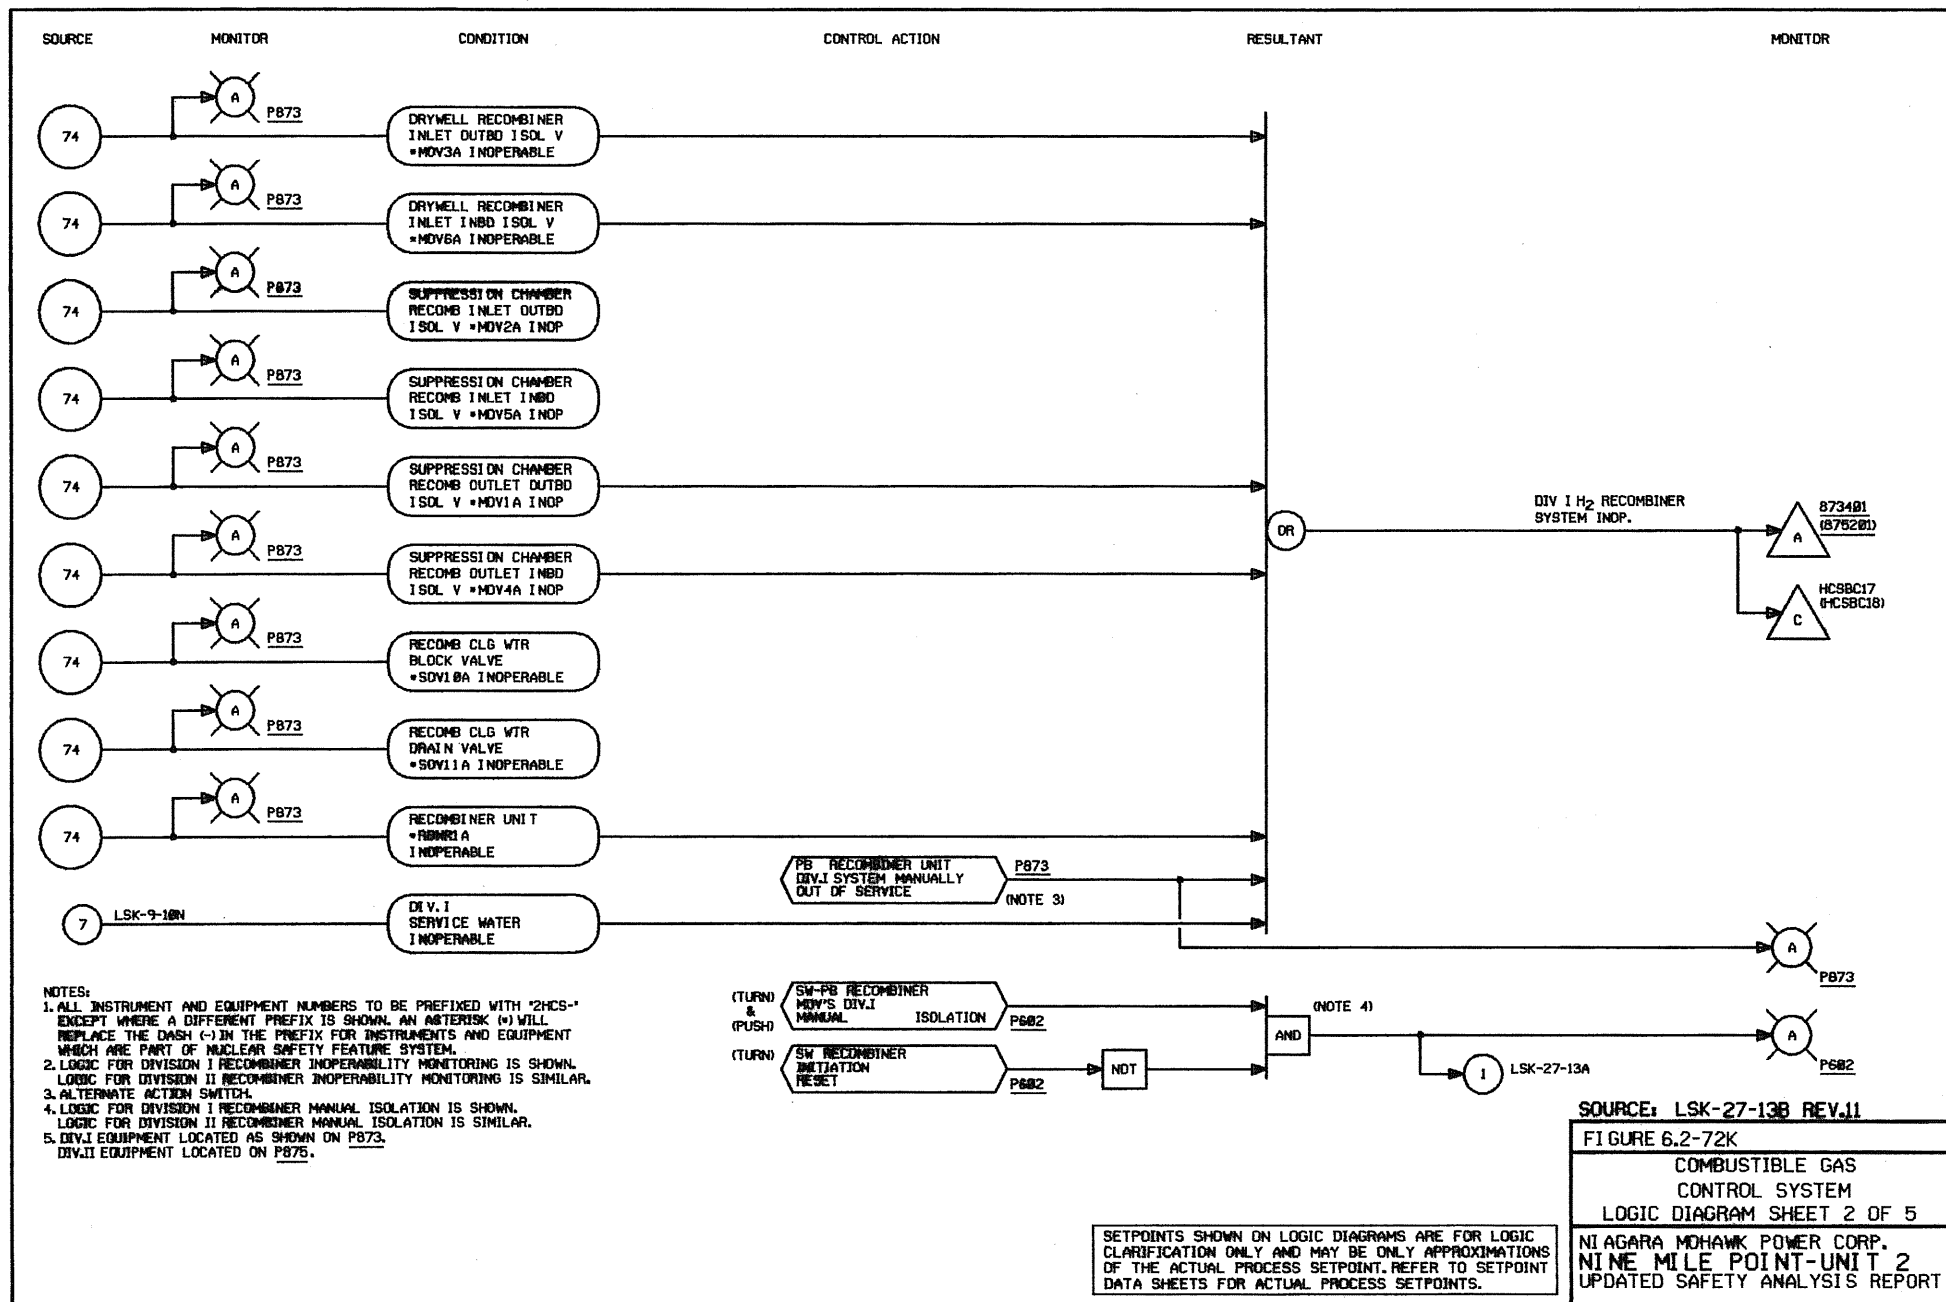 SOURCE MONITOR CONDITION CONTROL ACTION RESULTANT MONITOR
A
P873
74
DRYWELL RECOMBINER
INLET OUTBD ISOL V
*MOV3A INOPERABLE
A
P873
74
DRYWELL RECOMBINER
INLET INBD ISOL V
*MOV6A INOPERABLE
A
P873
74
SUPPRESSION CHAMBER
RECOMB INLET OUTBD
ISOL V *MOV2A INOP
A
P873
74
SUPPRESSION CHAMBER
RECOMB INLET INBD
ISOL V *MOV5A INOP
A
P873
74
SUPPRESSION CHAMBER
RECOMB OUTLET OUTBD
ISOL V *MOV1A INOP
A
P873
74
SUPPRESSION CHAMBER
RECOMB OUTLET INBD
ISOL V *MOV4A INOP
A
P873
74
RECOMB CLG WTR
BLOCK VALVE
*SOV10A INOPERABLE
A
P873
74
RECOMB CLG WTR
DRAIN VALVE
*SOV11A INOPERABLE
A
P873
74
RECOMBINER UNIT
*RBNR1A
INOPERABLE
PB RECOMBINER UNIT
DIV.I SYSTEM MANUALLY
OUT OF SERVICE
P873
(NOTE 3)
7
LSK-9-10N
DIV.I
SERVICE WATER
INOPERABLE
OR
DIV I H2 RECOMBINER
SYSTEM INOP.
A
873401
(875201)
C
HCSBC17
(HCSBC18)
A
P873
(TURN)
&
(PUSH)
SW-PB RECOMBINER
MOV'S DIV.I
MANUAL ISOLATION
P602
(TURN)
SW RECOMBINER
INITIATION
RESET
P602
NOT
AND
(NOTE 4)
A
P602
1
LSK-27-13A
NOTES:
1. ALL INSTRUMENT AND EQUIPMENT NUMBERS TO BE PREFIXED WITH "2HCS-"
EXCEPT WHERE A DIFFERENT PREFIX IS SHOWN. AN ASTERISK (*) WILL
REPLACE THE DASH (-) IN THE PREFIX FOR INSTRUMENTS AND EQUIPMENT
WHICH ARE PART OF NUCLEAR SAFETY FEATURE SYSTEM.
2. LOGIC FOR DIVISION I RECOMBINER INOPERABILITY MONITORING IS SHOWN.
LOGIC FOR DIVISION II RECOMBINER INOPERABILITY MONITORING IS SIMILAR.
3. ALTERNATE ACTION SWITCH.
4. LOGIC FOR DIVISION I RECOMBINER MANUAL ISOLATION IS SHOWN.
LOGIC FOR DIVISION II RECOMBINER MANUAL ISOLATION IS SIMILAR.
5. DIV.I EQUIPMENT LOCATED AS SHOWN ON P873.
DIV.II EQUIPMENT LOCATED ON P875.
SETPOINTS SHOWN ON LOGIC DIAGRAMS ARE FOR LOGIC
CLARIFICATION ONLY AND MAY BE ONLY APPROXIMATIONS
OF THE ACTUAL PROCESS SETPOINT. REFER TO SETPOINT
DATA SHEETS FOR ACTUAL PROCESS SETPOINTS.
SOURCE: LSK-27-13B REV.11
FIGURE 6.2-72K
COMBUSTIBLE GAS
CONTROL SYSTEM
LOGIC DIAGRAM SHEET 2 OF 5
NIAGARA MOHAWK POWER CORP.
NINE MILE POINT-UNIT 2
UPDATED SAFETY ANALYSIS REPORT